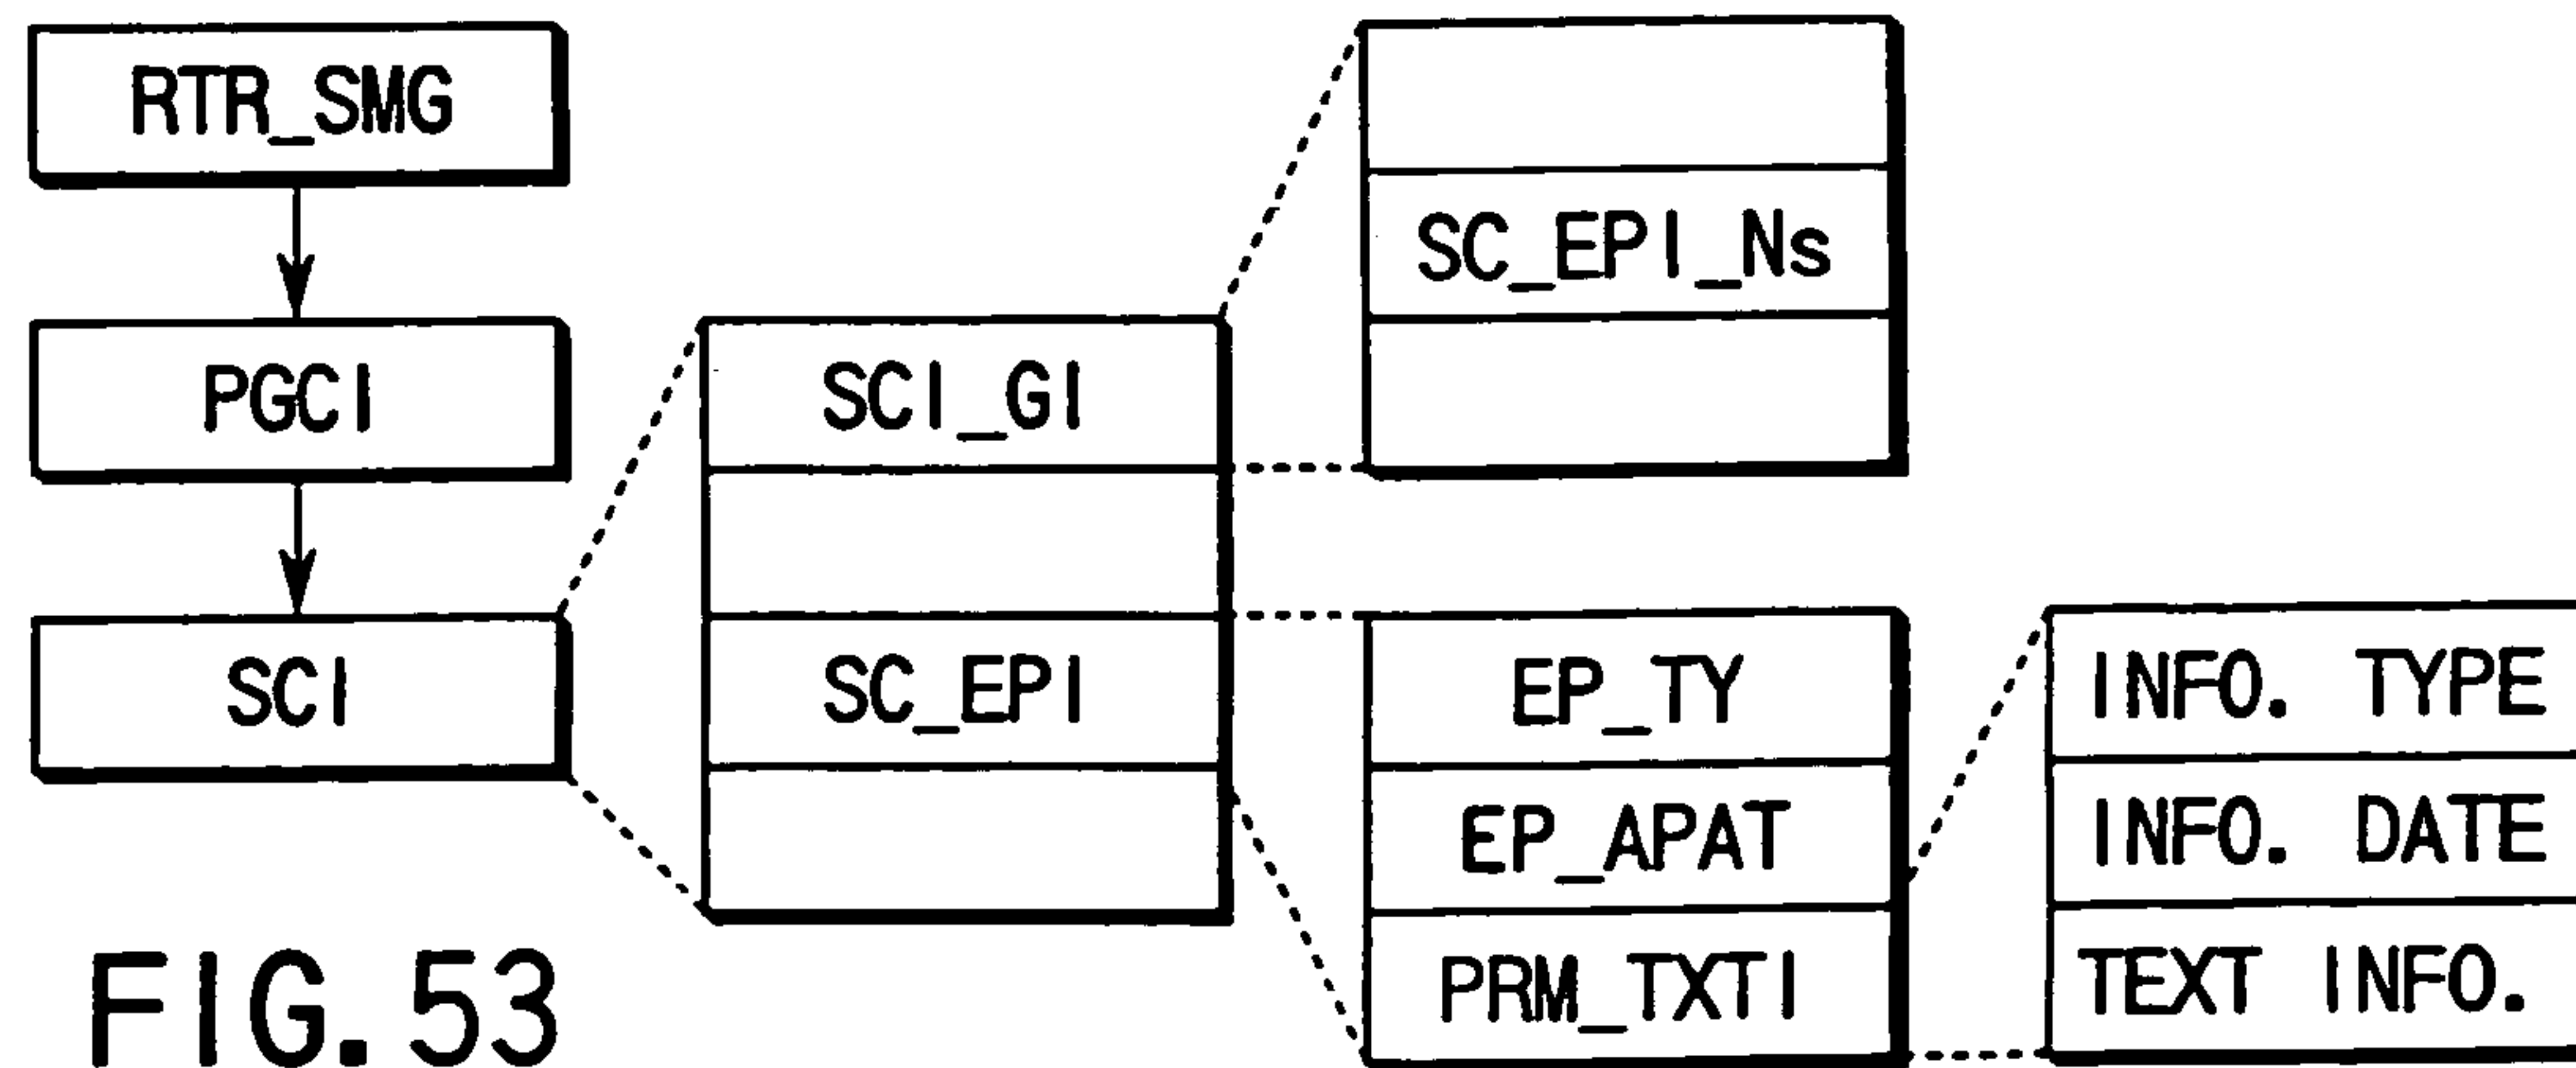 RTR_SMG
PGCI
SCI
SCI_GI
SC_EPI
SC_EPI_Ns
EP_TY
EP_APAT
PRM_TXTI
INFO. TYPE
INFO. DATE
TEXT INFO.
FIG. 53